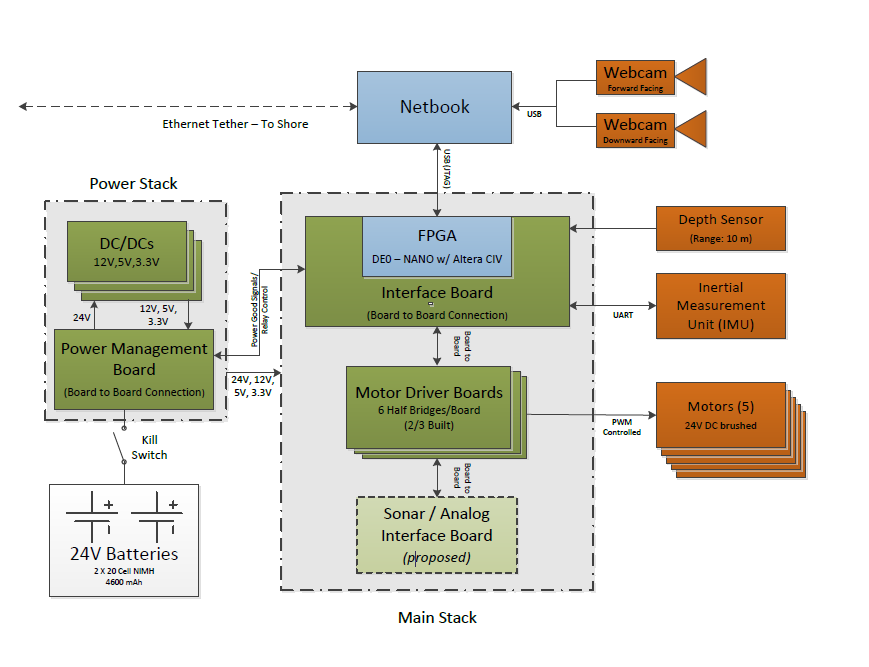 Webcam
Forward Facing
Netbook
USB
Ethernet Tether – To Shore
Webcam
Downward Facing
USB(JTAG)
Power Stack
DC/DCs
12V,5V,3.3V
24V
12V, 5V,
3.3V
Power Management
Board
(Board to Board Connection)
Power Good Signals/
Relay Control
24V, 12V,
5V, 3.3V
Kill
Switch
24V Batteries
2 X 20 Cell NIMH
4600 mAh
FPGA
DE0 – NANO w/ Altera CIV
Interface Board
(Board to Board Connection)
Board to
Board
Motor Driver Boards
6 Half Bridges/Board
(2/3 Built)
Board to
Board
Sonar / Analog
Interface Board
(proposed)
Main Stack
Depth Sensor
(Range: 10 m)
UART
Inertial
Measurement
Unit (IMU)
PWM
Controlled
Motors (5)
24V DC brushed